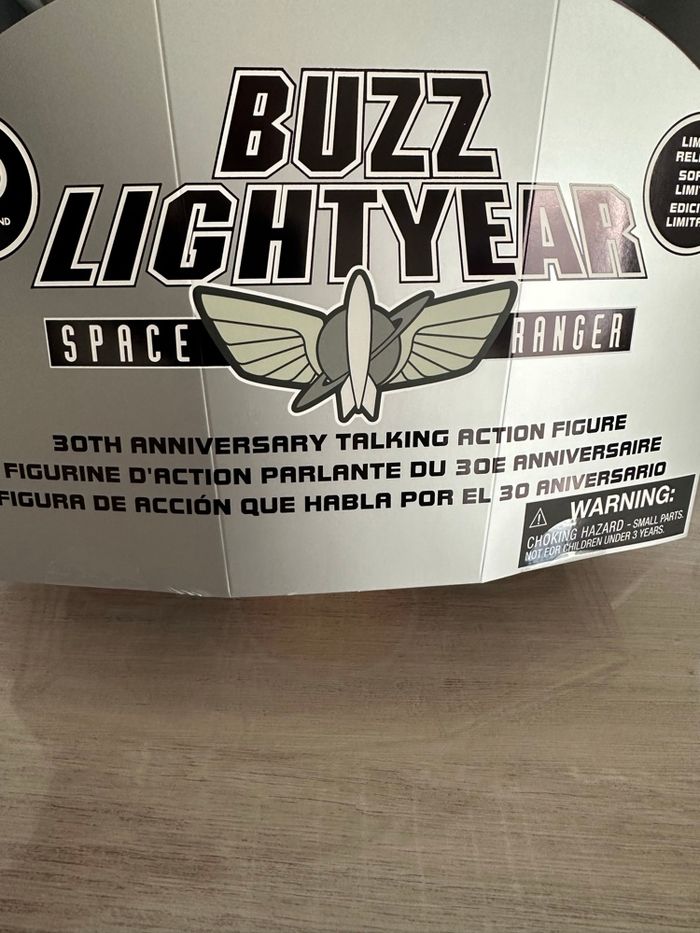 BUZZ
LIGHTYEAR
SPACE RANGER
30TH ANNIVERSARY TALKING ACTION FIGURE
FIGURINE D'ACTION PARLANTE DU 30E ANNIVERSAIRE
FIGURA DE ACCIÓN QUE HABLA POR EL 30 ANIVERSARIO
WARNING:
CHOKING HAZARD - SMALL PARTS.
NOT FOR CHILDREN UNDER 3 YEARS.